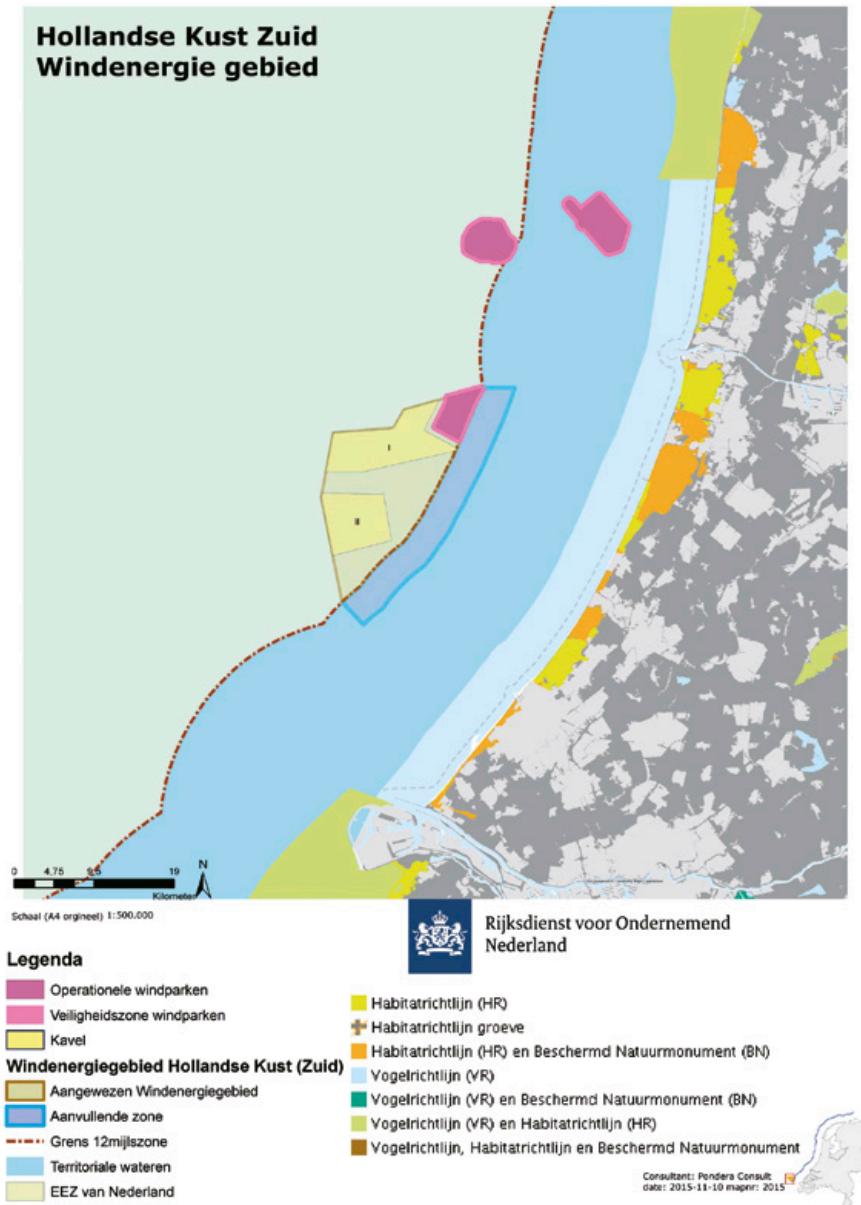 Hollandse Kust Zuid
Windenergie gebied
I
II
0 4,75 9,5 19
Kilometer
N
Schaal (A4 orgineel) 1:500.000
Rijksdienst voor Ondernemend
Nederland
Legenda
Operationele windparken
Veiligheidszone windparken
Kavel
Windenergiegebied Hollandse Kust (Zuid)
Aangewezen Windenergiegebied
Aanvullende zone
Grens 12mijlszone
Territoriale wateren
EEZ van Nederland
Habitatrichtlijn (HR)
Habitatrichtlijn groeve
Habitatrichtlijn (HR) en Beschermd Natuurmonument (BN)
Vogelrichtlijn (VR)
Vogelrichtlijn (VR) en Beschermd Natuurmonument (BN)
Vogelrichtlijn (VR) en Habitatrichtlijn (HR)
Vogelrichtlijn, Habitatrichtlijn en Beschermd Natuurmonument
Consultant: Pondera Consult
date: 2015-11-10 mapnr: 2015